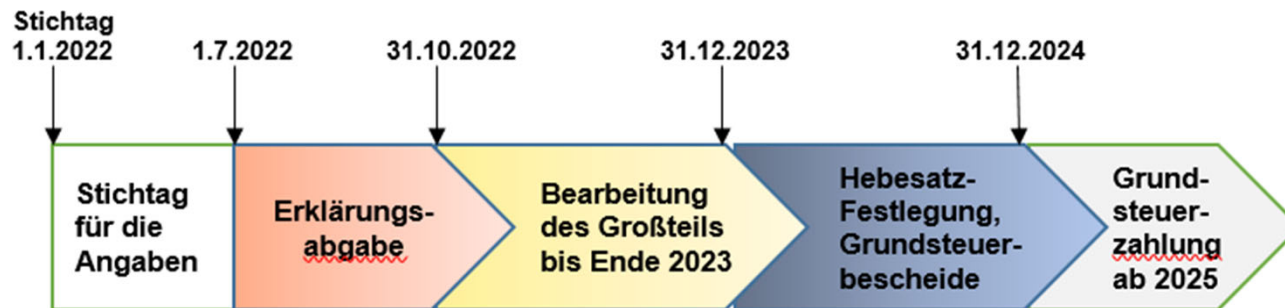 Stichtag
1.1.2022
1.7.2022
31.10.2022
31.12.2023
31.12.2024
Stichtag
für die
Angaben
Erklärungs-
abgabe
Bearbeitung
des Großteils
bis Ende 2023
Hebesatz-
Festlegung,
Grundsteuer-
bescheide
Grund-
steuer-
zahlung
ab 2025